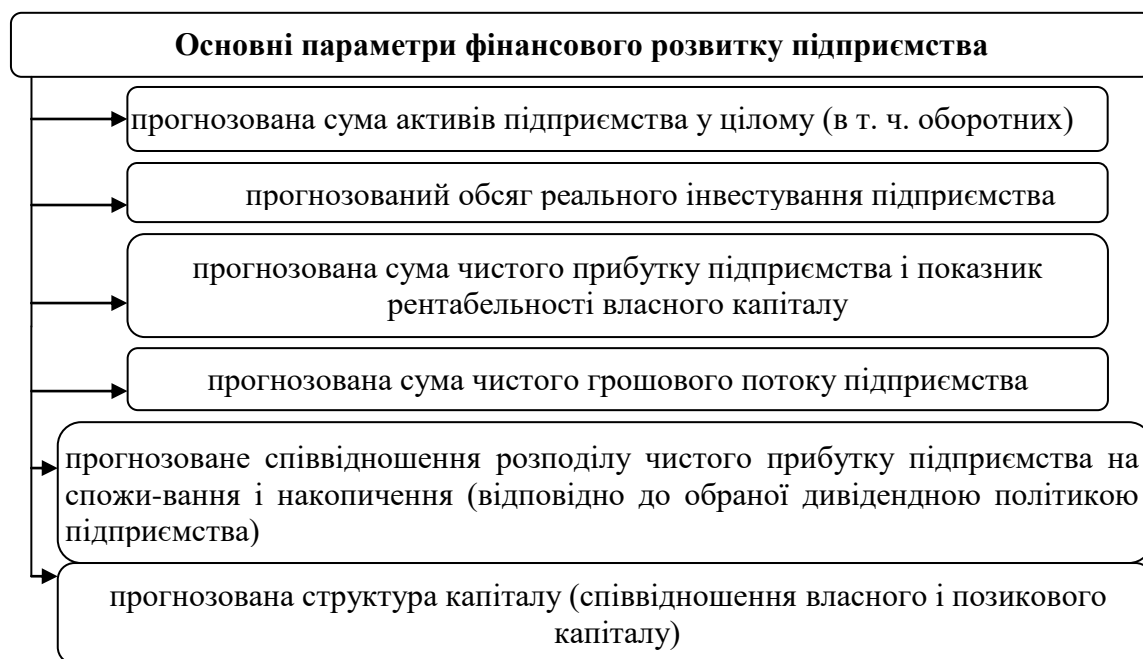 Основні параметри фінансового розвитку підприємства
прогнозована сума активів підприємства у цілому (в т. ч. оборотних)
прогнозований обсяг реального інвестування підприємства
прогнозована сума чистого прибутку підприємства і показник
рентабельності власного капіталу
прогнозована сума чистого грошового потоку підприємства
прогнозоване співвідношення розподілу чистого прибутку підприємства на
спожи-вання і накопичення (відповідно до обраної дивідендною політикою
підприємства)
прогнозована структура капіталу (співвідношення власного і позикового
капіталу)